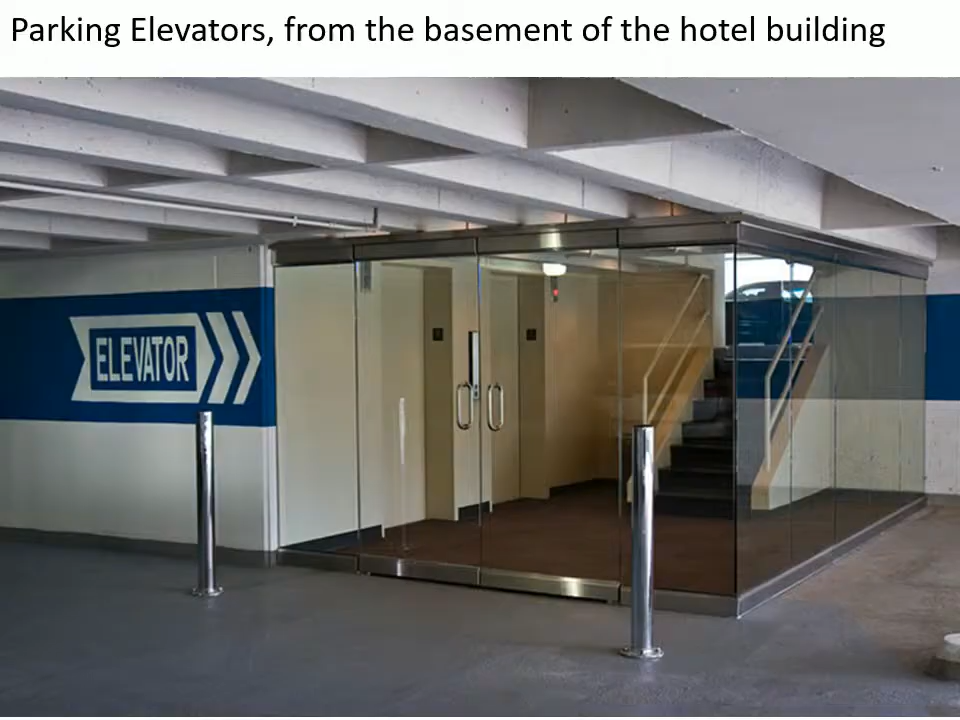 Parking Elevators, from the basement of the hotel building
ELEVATOR